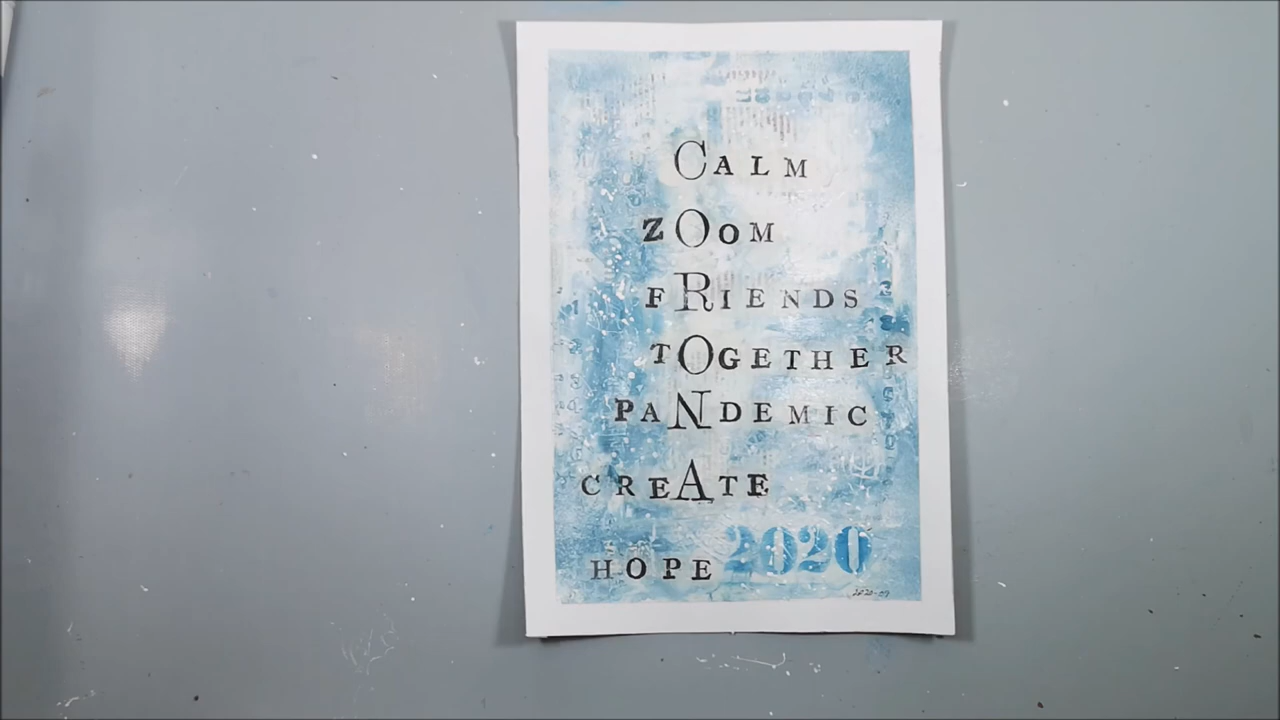 CALM
ZOOM
FRIENDS
TOGETHER
PANDEMIC
CREATE
HOPE 2020